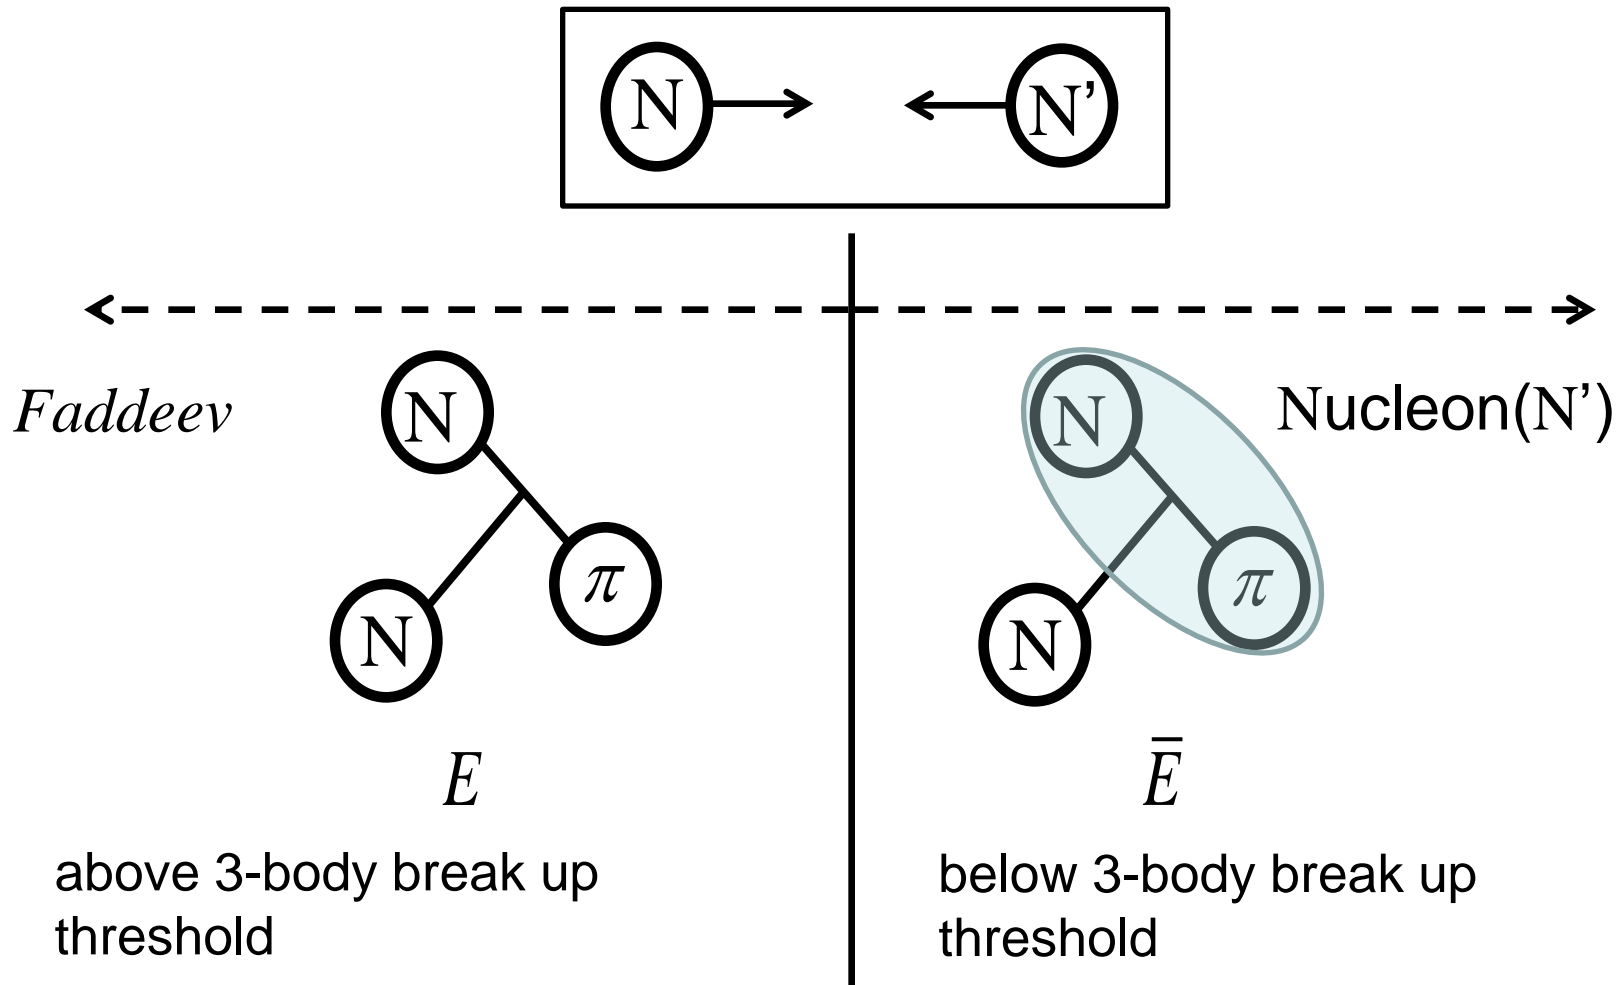 N N’
Faddeev N N Nucleon(N’)
π π
N N
E E̅
above 3-body break up
threshold
below 3-body break up
threshold